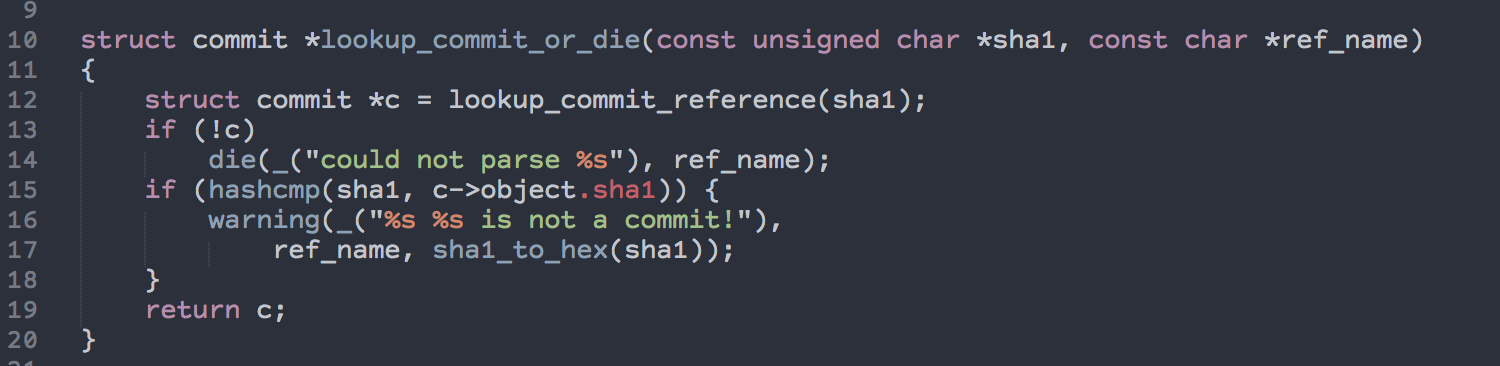 9
10 struct commit *lookup_commit_or_die(const unsigned char *sha1, const char *ref_name)
11 {
12     struct commit *c = lookup_commit_reference(sha1);
13     if (!c)
14         die(_("could not parse %s"), ref_name);
15     if (hashcmp(sha1, c->object.sha1)) {
16         warning(_("%s %s is not a commit!"),
17             ref_name, sha1_to_hex(sha1));
18     }
19     return c;
20 }